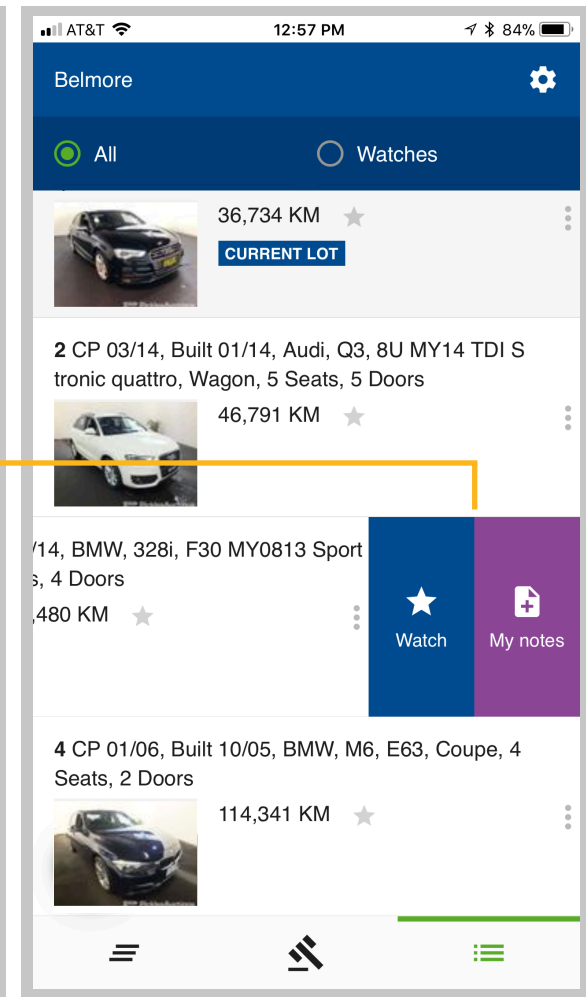 AT&T 12:57 PM 84%
Belmore
All Watches
36,734 KM
CURRENT LOT
2 CP 03/14, Built 01/14, Audi, Q3, 8U MY14 TDI S
tronic quattro, Wagon, 5 Seats, 5 Doors
46,791 KM
/14, BMW, 328i, F30 MY0813 Sport
s, 4 Doors
,480 KM
Watch My notes
4 CP 01/06, Built 10/05, BMW, M6, E63, Coupe, 4
Seats, 2 Doors
114,341 KM